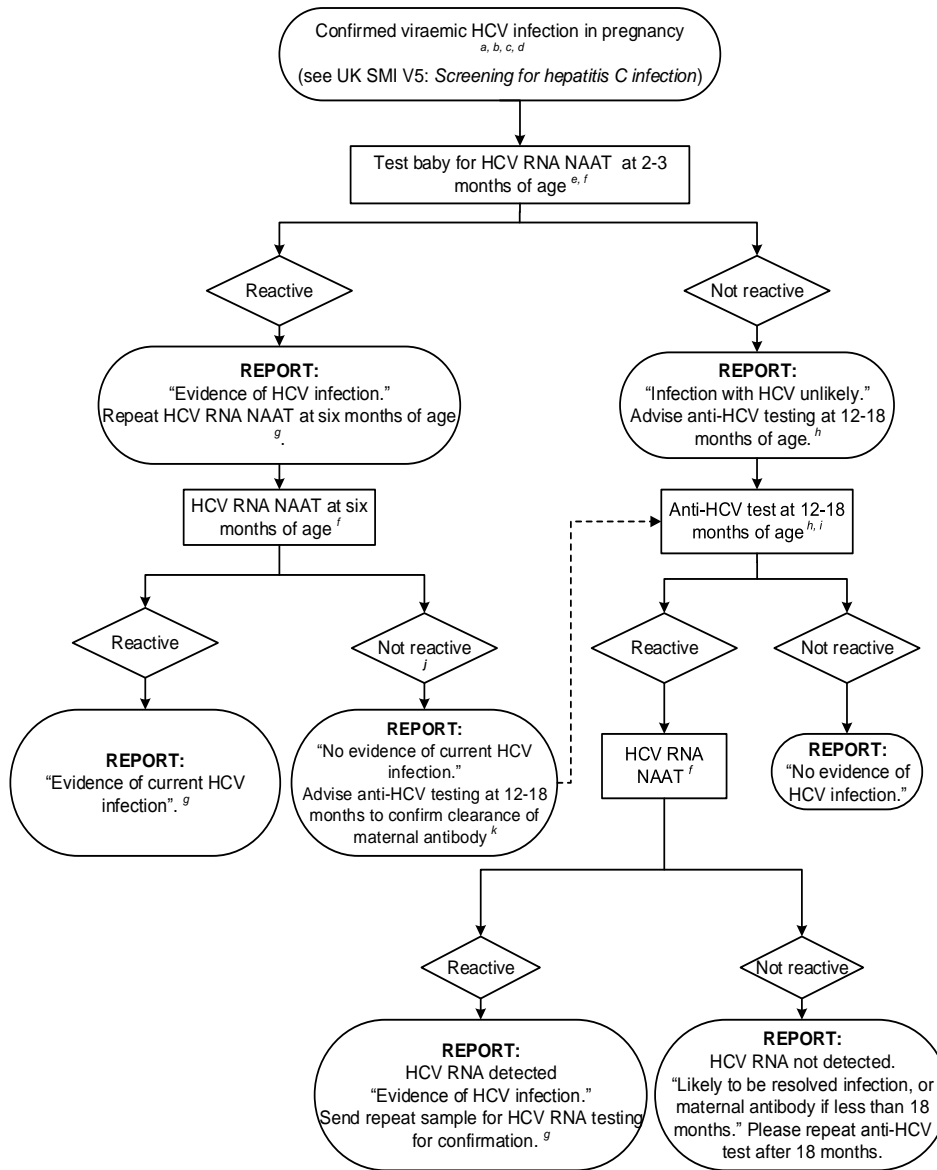 Confirmed viraemic HCV infection in pregnancy
a, b, c, d
(see UK SMI V5: Screening for hepatitis C infection)
Test baby for HCV RNA NAAT at 2-3
months of age e, f
Reactive
Not reactive
REPORT:
“Evidence of HCV infection.”
Repeat HCV RNA NAAT at six months of age
g.
REPORT:
“Infection with HCV unlikely.”
Advise anti-HCV testing at 12-18
months of age. h
HCV RNA NAAT at six
months of age f
Anti-HCV test at 12-18
months of age h, i
Reactive
Not reactive
j
Reactive
Not reactive
REPORT:
“Evidence of current HCV
infection”. g
REPORT:
“No evidence of current HCV
infection.”
Advise anti-HCV testing at 12-18
months to confirm clearance of
maternal antibody k
HCV RNA
NAAT f
REPORT:
“No evidence of
HCV infection.”
Reactive
Not reactive
REPORT:
HCV RNA detected
“Evidence of HCV infection.”
Send repeat sample for HCV RNA testing
for confirmation. g
REPORT:
HCV RNA not detected.
“Likely to be resolved infection, or
maternal antibody if less than 18
months.” Please repeat anti-HCV
test after 18 months.